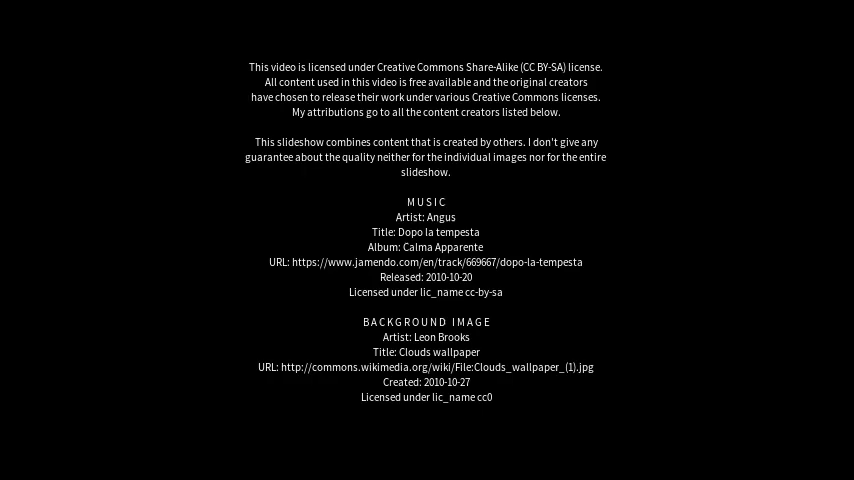 This video is licensed under Creative Commons Share-Alike (CC BY-SA) license.
All content used in this video is free available and the original creators
have chosen to release their work under various Creative Commons licenses.
My attributions go to all the content creators listed below.
This slideshow combines content that is created by others. I don't give any
guarantee about the quality neither for the individual images nor for the entire
slideshow.
MUSIC
Artist: Angus
Title: Dopo la tempesta
Album: Calma Apparente
URL: https://www.jamendo.com/en/track/669667/dopo-la-tempesta
Released: 2010-10-20
Licensed under lic_name cc-by-sa
BACKGROUND IMAGE
Artist: Leon Brooks
Title: Clouds wallpaper
URL: http://commons.wikimedia.org/wiki/File:Clouds_wallpaper_(1).jpg
Created: 2010-10-27
Licensed under lic_name cc0